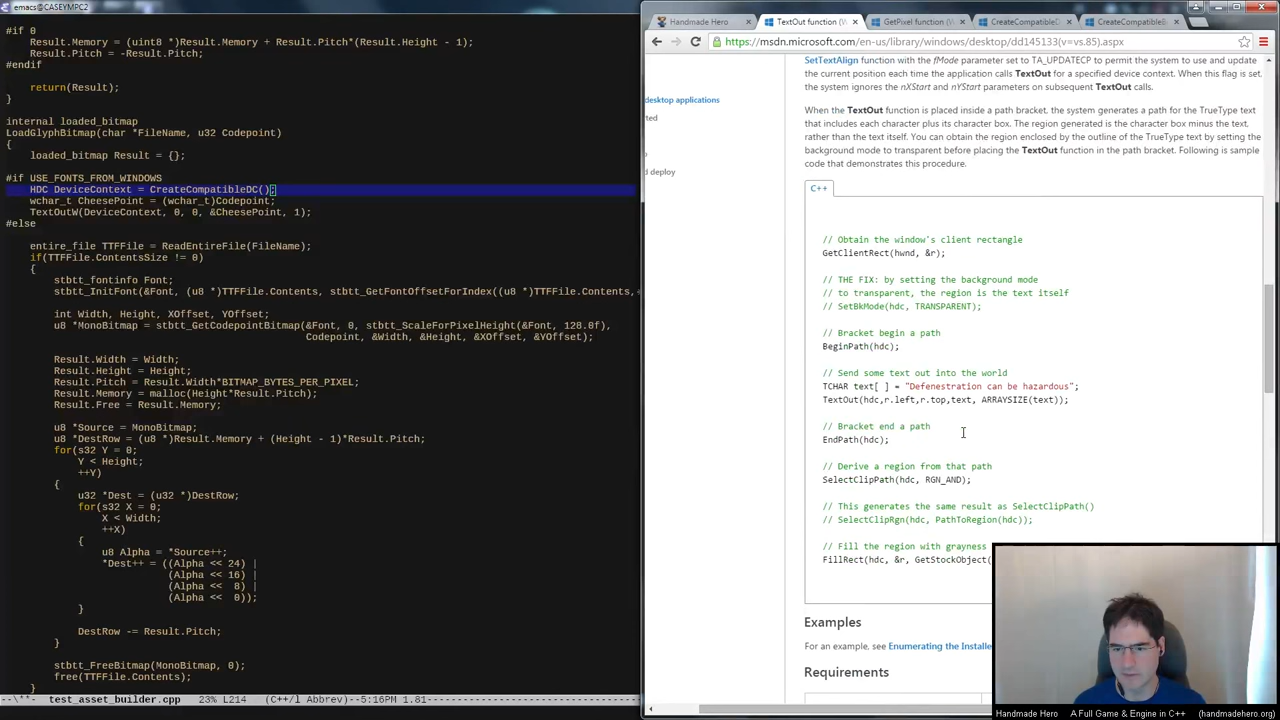 emacs@CASEYMPC2
#if 0
Result.Memory = (uint8 *)Result.Memory + Result.Pitch*(Result.Height - 1);
Result.Pitch = -Result.Pitch;
#endif
return(Result);
}
internal loaded_bitmap
LoadGlyphBitmap(char *FileName, u32 Codepoint)
{
loaded_bitmap Result = {};
#if USE_FONTS_FROM_WINDOWS
HDC DeviceContext = CreateCompatibleDC();
wchar_t CheesePoint = (wchar_t)Codepoint;
TextOutW(DeviceContext, 0, 0, &CheesePoint, 1);
#else
entire_file TTFFile = ReadEntireFile(FileName);
if(TTFFile.ContentsSize != 0)
{
stbtt_fontinfo Font;
stbtt_InitFont(&Font, (u8 *)TTFFile.Contents, stbtt_GetFontOffsetForIndex((u8 *)TTFFile.Contents,
int Width, Height, XOffset, YOffset;
u8 *MonoBitmap = stbtt_GetCodepointBitmap(&Font, 0, stbtt_ScaleForPixelHeight(&Font, 128.0f),
Codepoint, &Width, &Height, &XOffset, &YOffset);
Result.Width = Width;
Result.Height = Height;
Result.Pitch = Result.Width*BITMAP_BYTES_PER_PIXEL;
Result.Memory = malloc(Height*Result.Pitch);
Result.Free = Result.Memory;
u8 *Source = MonoBitmap;
u8 *DestRow = (u8 *)Result.Memory + (Height - 1)*Result.Pitch;
for(s32 Y = 0;
Y < Height;
++Y)
{
u32 *Dest = (u32 *)DestRow;
for(s32 X = 0;
X < Width;
++X)
{
u8 Alpha = *Source++;
*Dest++ = ((Alpha << 24) |
(Alpha << 16) |
(Alpha << 8) |
(Alpha << 0));
}
DestRow -= Result.Pitch;
}
stbtt_FreeBitmap(MonoBitmap, 0);
free(TTFFile.Contents);
}
--\**- test_asset_builder.cpp 23% L214 (C++/l Abbrev)--5:16PM 1.81
Handmade Hero
TextOut function (W
GetPixel function (W
CreateCompatibleD
CreateCompatibleB
https://msdn.microsoft.com/en-us/library/windows/desktop/dd145133(v=vs.85).aspx
desktop applications
d deploy
SetTextAlign function with the fMode parameter set to TA_UPDATECP to permit the system to use and update
the current position each time the application calls TextOut for a specified device context. When this flag is set,
the system ignores the nXStart and nYStart parameters on subsequent TextOut calls.
When the TextOut function is placed inside a path bracket, the system generates a path for the TrueType text
that includes each character plus its character box. The region generated is the character box minus the text,
rather than the text itself. You can obtain the region enclosed by the outline of the TrueType text by setting the
background mode to transparent before placing the TextOut function in the path bracket. Following is sample
code that demonstrates this procedure.
C++
// Obtain the window's client rectangle
GetClientRect(hwnd, &r);
// THE FIX: by setting the background mode
// to transparent, the region is the text itself
// SetBkMode(hdc, TRANSPARENT);
// Bracket begin a path
BeginPath(hdc);
// Send some text out into the world
TCHAR text[ ] = "Defenestration can be hazardous";
TextOut(hdc,r.left,r.top,text, ARRAYSIZE(text));
// Bracket end a path
EndPath(hdc);
// Derive a region from that path
SelectClipPath(hdc, RGN_AND);
// This generates the same result as SelectClipPath()
// SelectClipRgn(hdc, PathToRegion(hdc));
// Fill the region with grayness
FillRect(hdc, &r, GetStockObject(
Examples
For an example, see Enumerating the Installe
Requirements
Handmade Hero A Full Game & Engine in C++ (handmadehero.org)